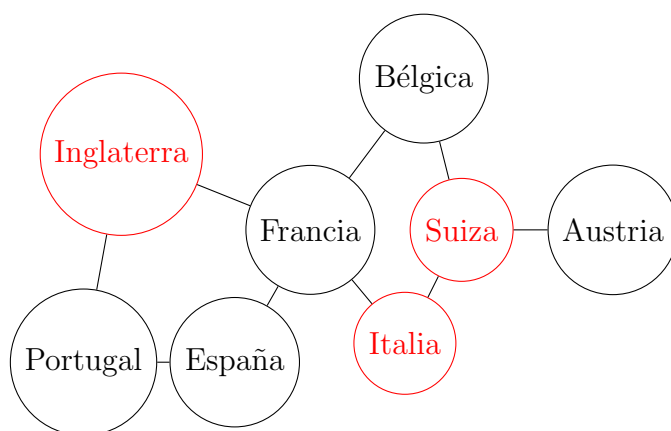 Bélgica
Inglaterra
Francia
Suiza
Austria
Italia
Portugal
España